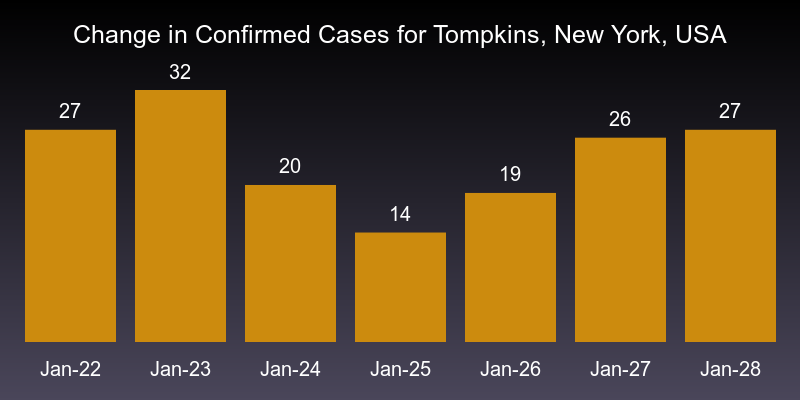 Change in Confirmed Cases for Tompkins, New York, USA
27
32
20
14
19
26
27
Jan-22
Jan-23
Jan-24
Jan-25
Jan-26
Jan-27
Jan-28